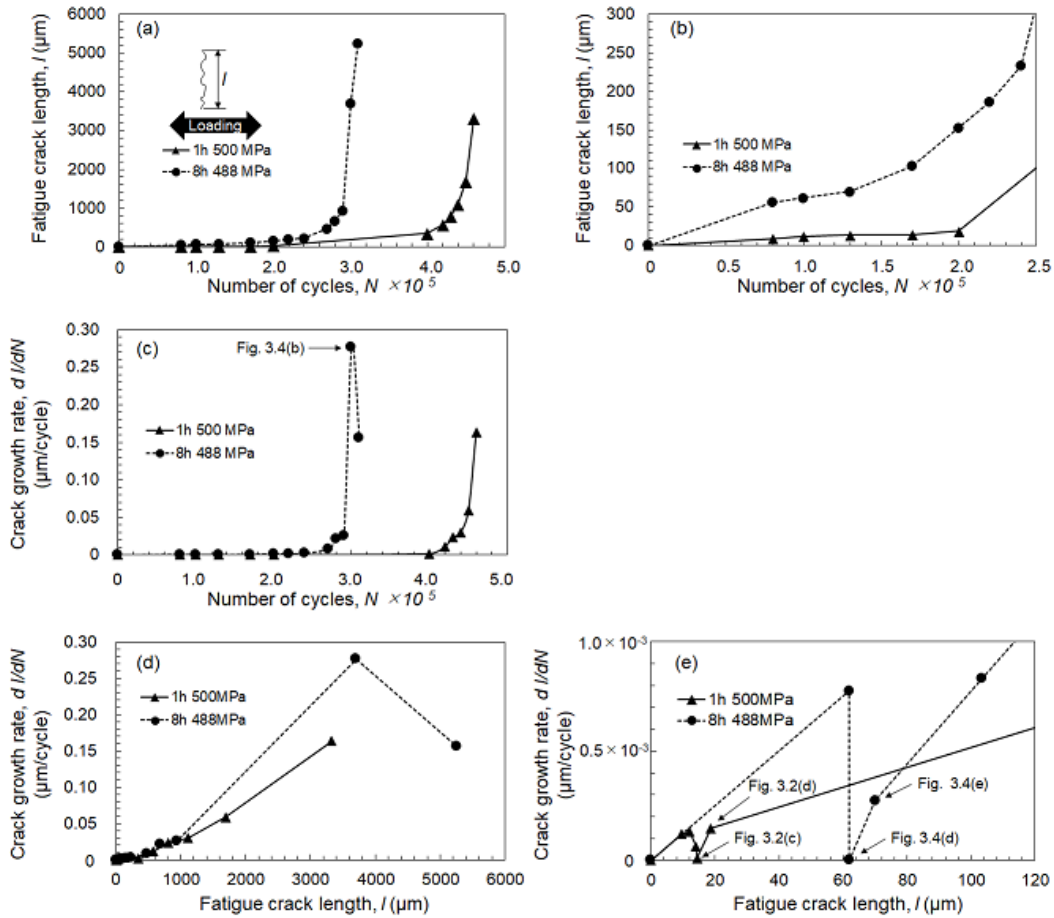 (a)
Fatigue crack length, l (μm)
6000
5000
4000
3000
2000
1000
0
l
Loading
1h 500 MPa
8h 488 MPa
0 1.0 2.0 3.0 4.0 5.0
Number of cycles, N ×10⁵
(b)
Fatigue crack length, l (μm)
300
250
200
150
100
50
0
1h 500 MPa
8h 488 MPa
0 0.5 1.0 1.5 2.0 2.5
Number of cycles, N ×10⁵
(c)
Crack growth rate, d l/dN
(μm/cycle)
0.30
0.25
0.20
0.15
0.10
0.05
0
Fig. 3.4(b)
1h 500 MPa
8h 488 MPa
0 1.0 2.0 3.0 4.0 5.0
Number of cycles, N ×10⁵
(d)
Crack growth rate, d l/dN
(μm/cycle)
0.30
0.25
0.20
0.15
0.10
0.05
0
1h 500MPa
8h 488MPa
0 1000 2000 3000 4000 5000 6000
Fatigue crack length, l (μm)
(e)
Crack growth rate, d l/dN
(μm/cycle)
1.0 ×10⁻³
0.5 ×10⁻³
0
1h 500MPa
8h 488MPa
Fig. 3.2(d)
Fig. 3.4(e)
Fig. 3.2(c)
Fig. 3.4(d)
0 20 40 60 80 100 120
Fatigue crack length, l (μm)